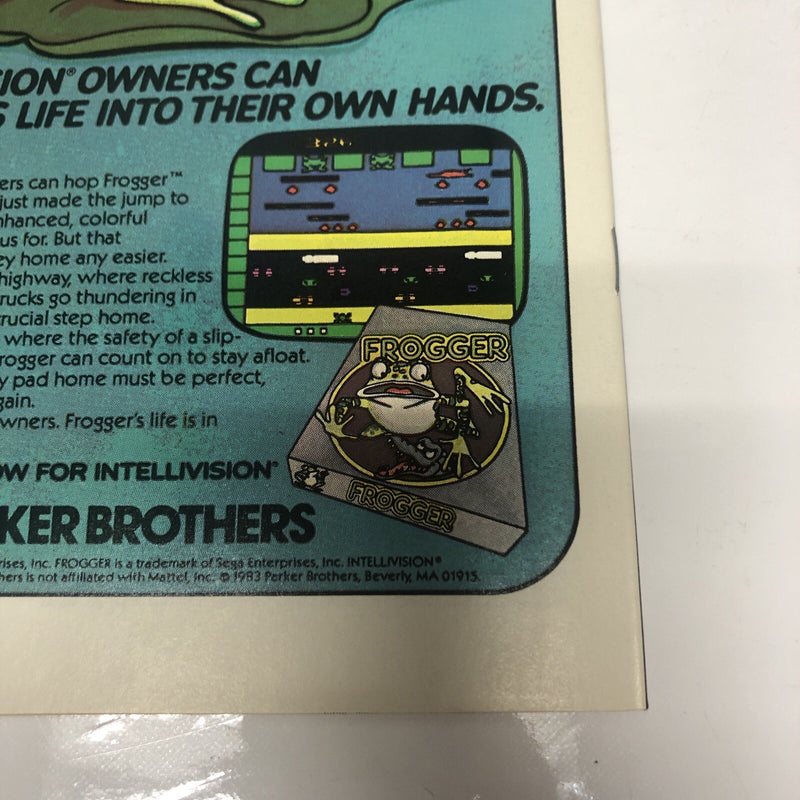 SION® OWNERS CAN
S LIFE INTO THEIR OWN HANDS.
ers can hop Frogger™
just made the jump to
nhanced, colorful
us for. But that
ey home any easier.
highway, where reckless
rucks go thundering in
rucial step home.
where the safety of a slip-
rogger can count on to stay afloat.
y pad home must be perfect,
gain.
owners. Frogger's life is in
FROGGER
FROGGER
OW FOR INTELLIVISION®
KER BROTHERS
rises, Inc. FROGGER is a trademark of Sega Enterprises, Inc. INTELLIVISION®
hers is not affiliated with Mattel, Inc. © 1983 Parker Brothers, Beverly, MA 01915.